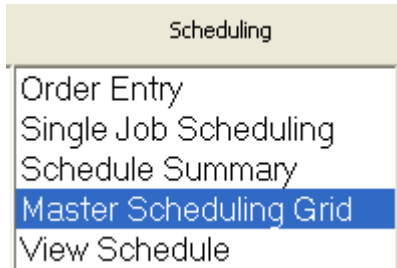 Scheduling
Order Entry
Single Job Scheduling
Schedule Summary
Master Scheduling Grid
View Schedule